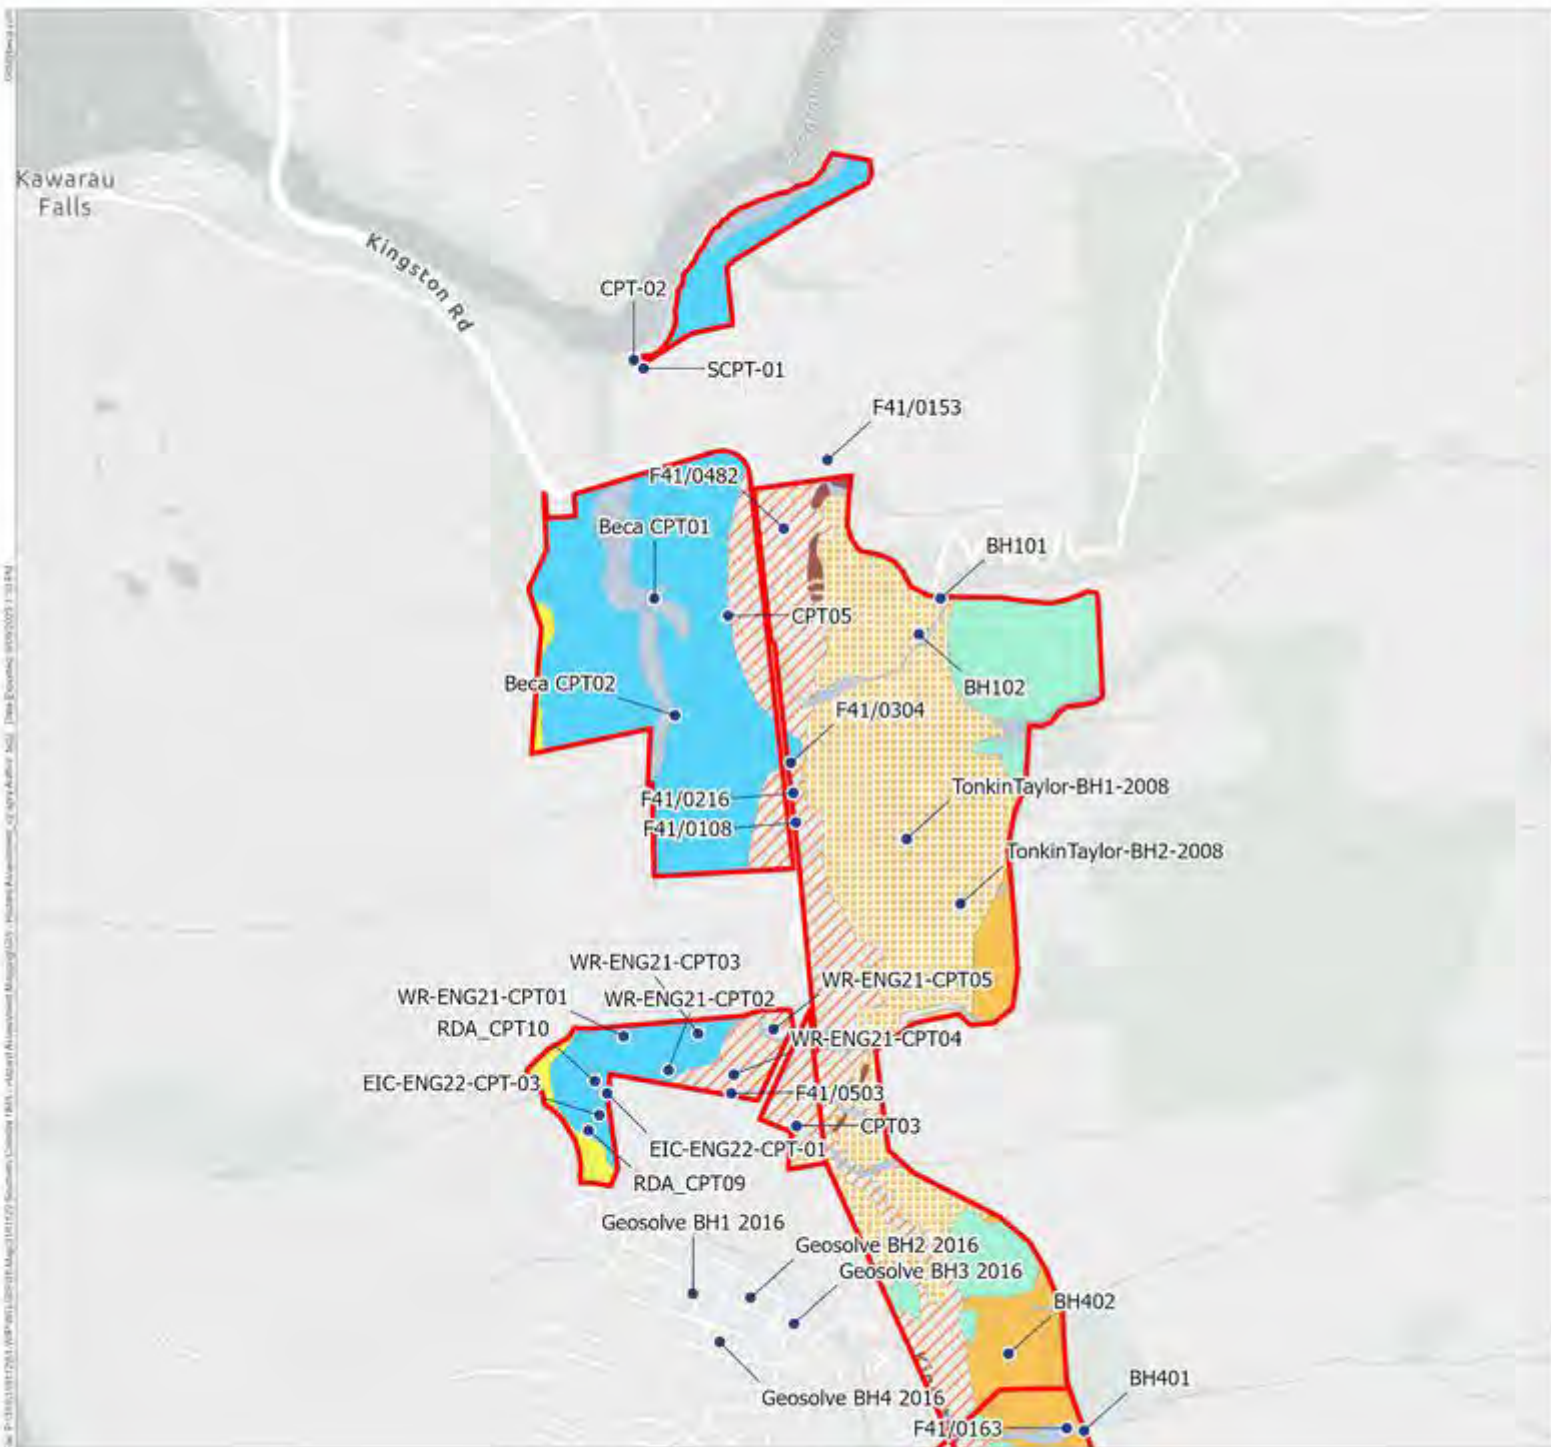 Kawarau
Falls
Kingston Rd
CPT-02
SCPT-01
F41/0153
F41/0482
Beca CPT01
BH101
CPT05
Beca CPT02
BH102
F41/0304
F41/0216
TonkinTaylor-BH1-2008
F41/0108
TonkinTaylor-BH2-2008
WR-ENG21-CPT03
WR-ENG21-CPT05
WR-ENG21-CPT01
WR-ENG21-CPT02
RDA_CPT10
WR-ENG21-CPT04
EIC-ENG22-CPT-03
F41/0503
CPT03
EIC-ENG22-CPT-01
RDA_CPT09
Geosolve BH1 2016
Geosolve BH2 2016
Geosolve BH3 2016
BH402
BH401
Geosolve BH4 2016
F41/0163